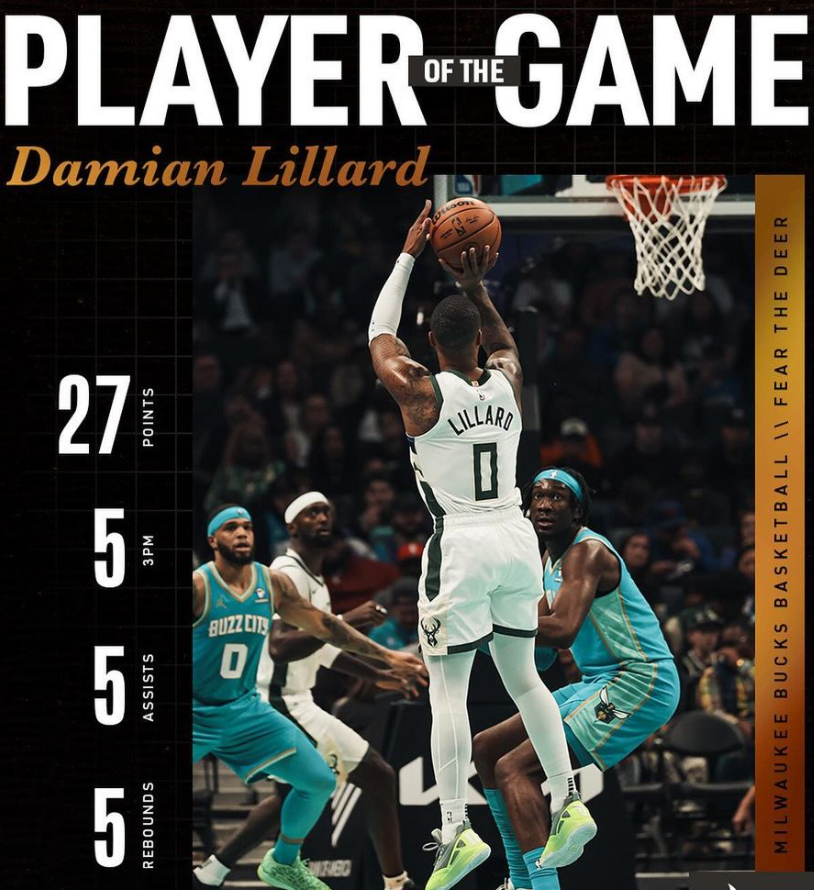 PLAYER OF THE GAME
Damian Lillard
27 POINTS
5 3PM
5 ASSISTS
5 REBOUNDS
LILLARD
0
BUZZ CITY
0
Wilson
MILWAUKEE BUCKS BASKETBALL \\ FEAR THE DEER